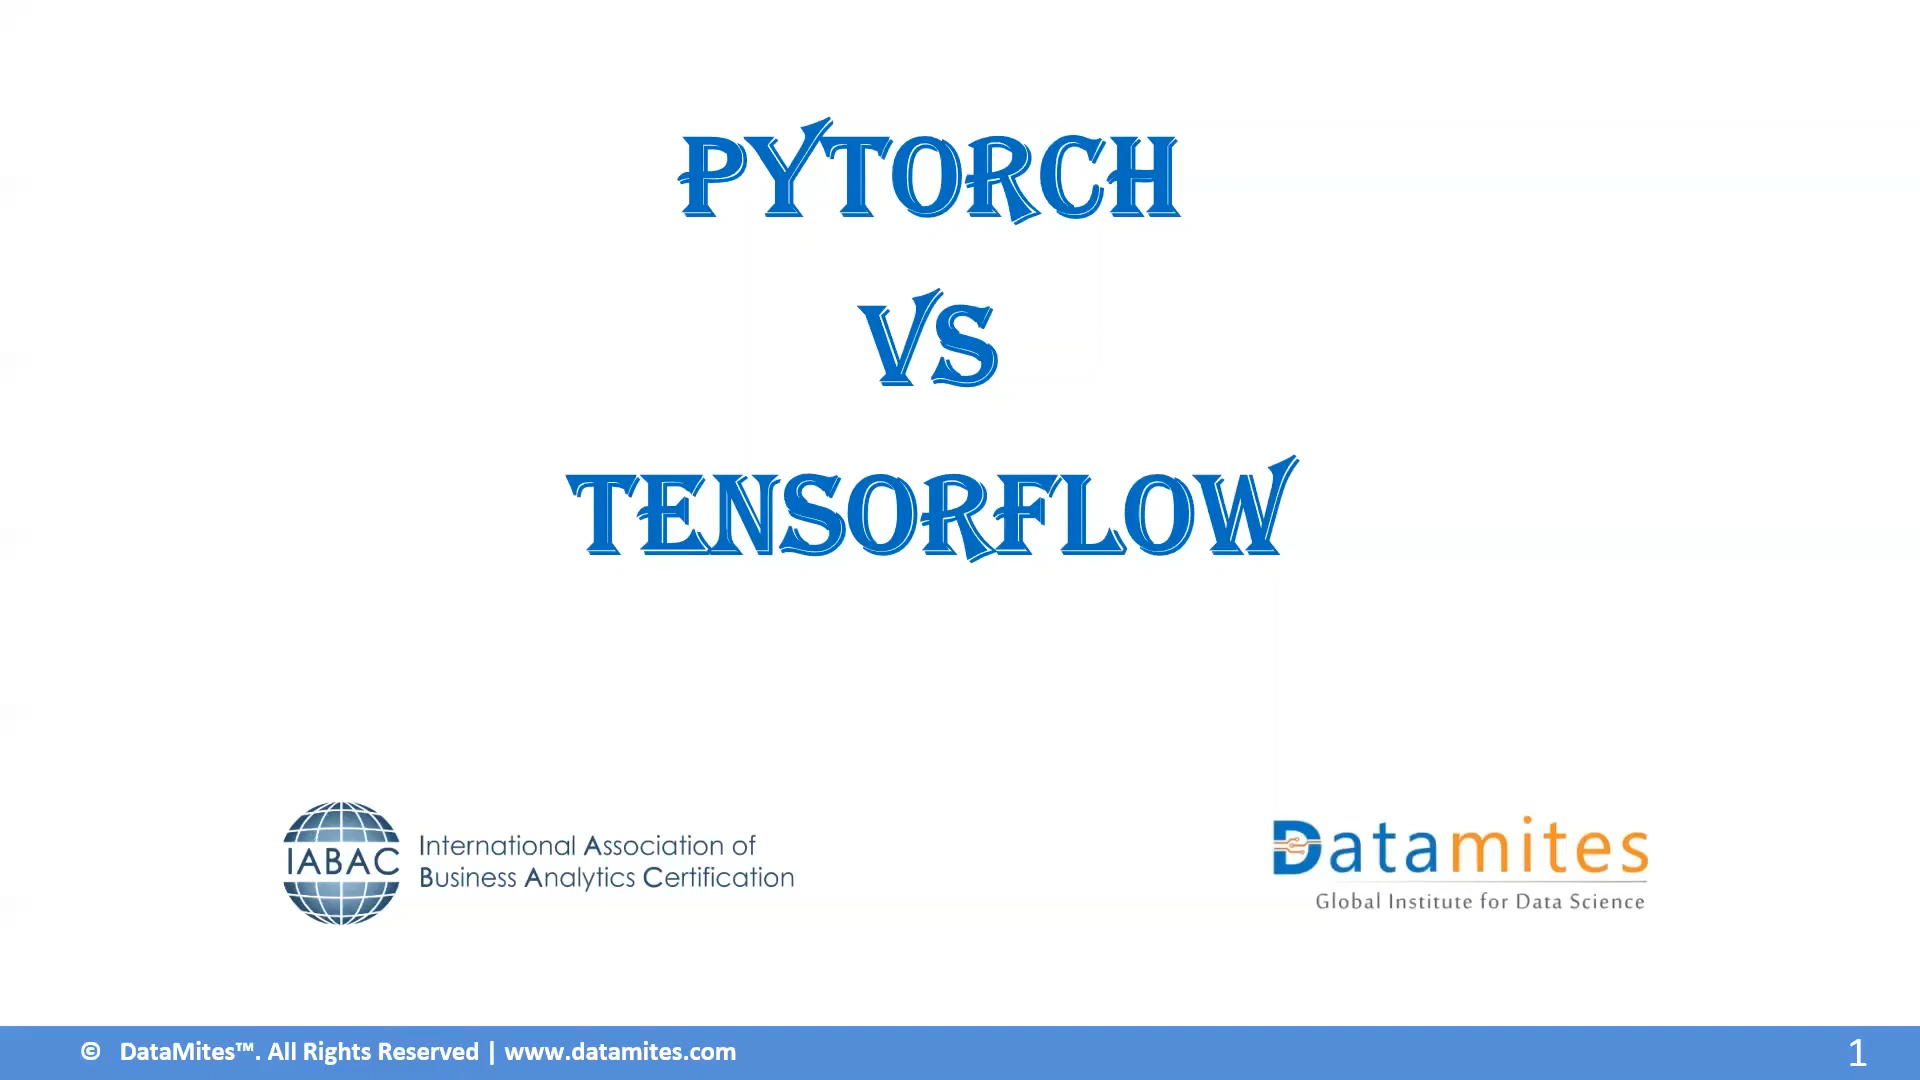 PYTORCH
VS
TENSORFLOW
IABAC
International Association of
Business Analytics Certification
Datamites
Global Institute for Data Science
© DataMites™. All Rights Reserved | www.datamites.com
1